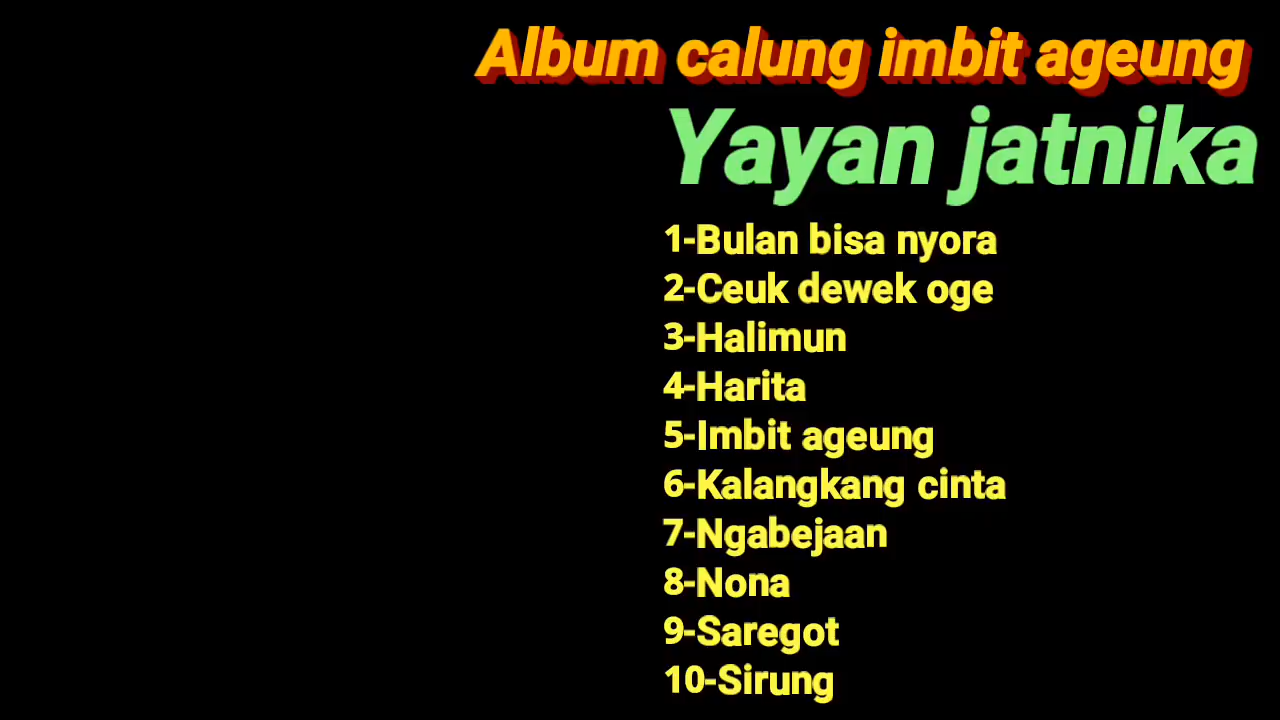 Album calung imbit ageung
Yayan jatnika
1-Bulan bisa nyora
2-Ceuk dewek oge
3-Halimun
4-Harita
5-Imbit ageung
6-Kalangkang cinta
7-Ngabejaan
8-Nona
9-Saregot
10-Sirung